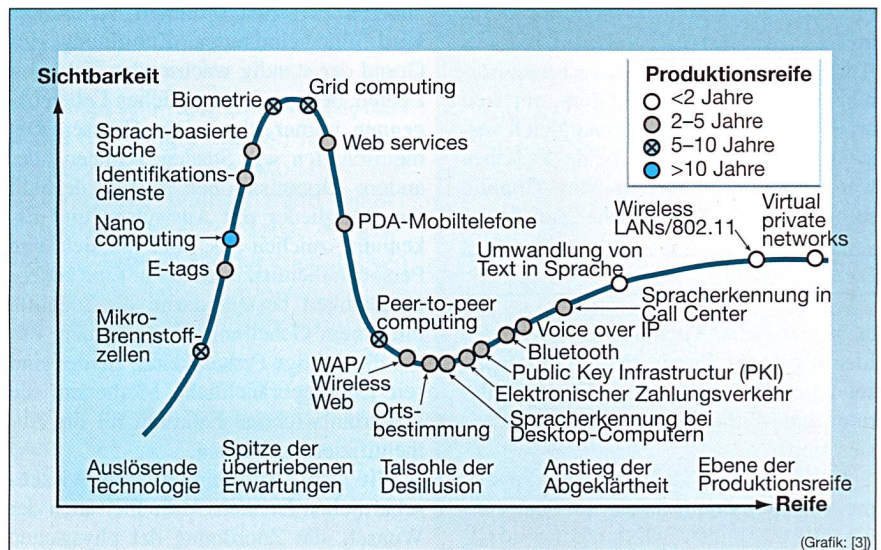 Sichtbarkeit
Biometrie
Grid computing
Sprach-basierte
Suche
Identifikations-
dienste
Nano
computing
E-tags
Mikro-
Brennstoff-
zellen
Web services
PDA-Mobiltelefone
Peer-to-peer
computing
WAP/
Wireless
Web
Orts-
bestimmung
Umwandlung von
Text in Sprache
Wireless
LANs/802.11
Virtual
private
networks
Spracherkennung in
Call Center
Voice over IP
Bluetooth
Public Key Infrastructur (PKI)
Elektronischer Zahlungsverkehr
Spracherkennung bei
Desktop-Computern
Produktionsreife
<2 Jahre
2–5 Jahre
5–10 Jahre
>10 Jahre
Auslösende
Technologie
Spitze der
übertriebenen
Erwartungen
Talsohle der
Desillusion
Anstieg der
Abgeklärtheit
Ebene der
Produktionsreife
Reife
(Grafik: [3])